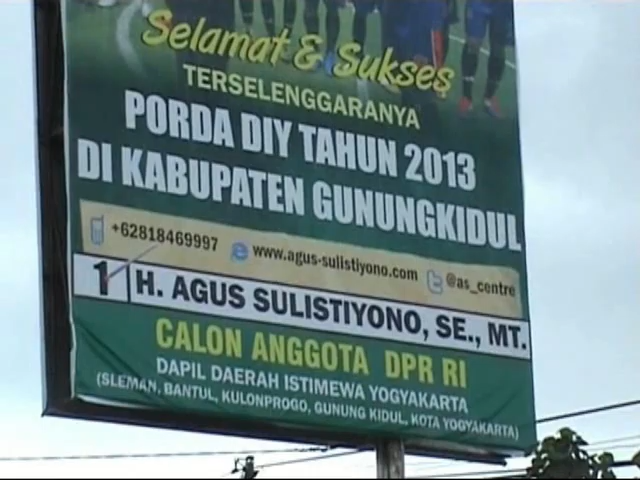 Selamat & Sukses
TERSELENGGARANYA
PORDA DIY TAHUN 2013
DI KABUPATEN GUNUNGKIDUL
+62818469997 www.agus-sulistiyono.com @as_centre
1 H. AGUS SULISTIYONO, SE., MT.
CALON ANGGOTA DPR RI
DAPIL DAERAH ISTIMEWA YOGYAKARTA
(SLEMAN, BANTUL, KULONPROGO, GUNUNG KIDUL, KOTA YOGYAKARTA)